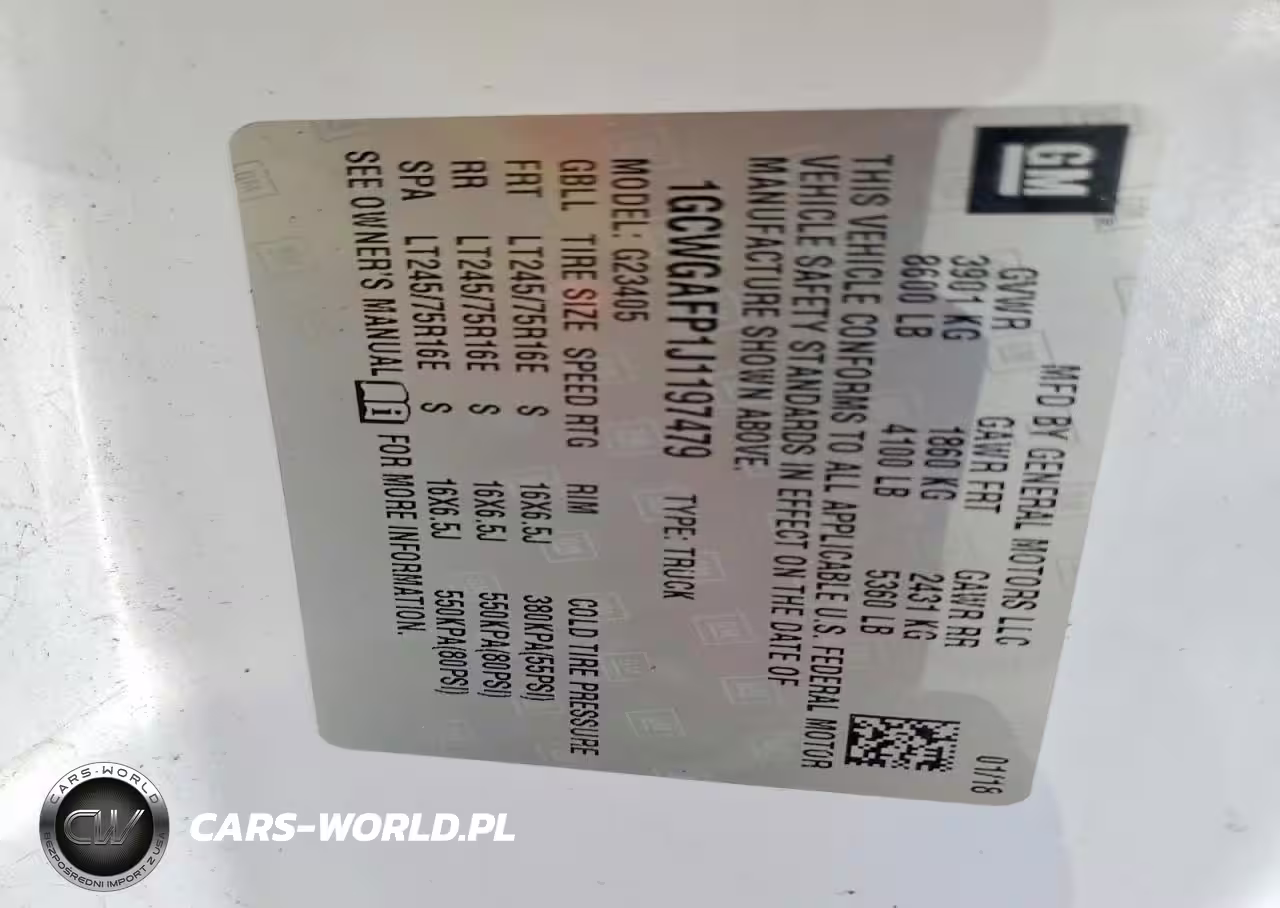 GM
MFD BY GENERAL MOTORS LLC 01/18
GVWR GAWR FRT GAWR RR
3901 KG 1860 KG 2431 KG
8600 LB 4100 LB 5360 LB
THIS VEHICLE CONFORMS TO ALL APPLICABLE U.S. FEDERAL MOTOR
VEHICLE SAFETY STANDARDS IN EFFECT ON THE DATE OF
MANUFACTURE SHOWN ABOVE.
1GCWGAFP1J1197479 TYPE: TRUCK
MODEL: G23405
GBLL TIRE SIZE SPEED RTG RIM COLD TIRE PRESSURE
FRT LT245/75R16E S 16X6.5J 380KPA(55PSI)
RR LT245/75R16E S 16X6.5J 550KPA(80PSI)
SPA LT245/75R16E S 16X6.5J 550KPA(80PSI)
SEE OWNER'S MANUAL FOR MORE INFORMATION.
CARS-WORLD
CW
BEZPOŚREDNI IMPORT Z USA
CARS-WORLD.PL